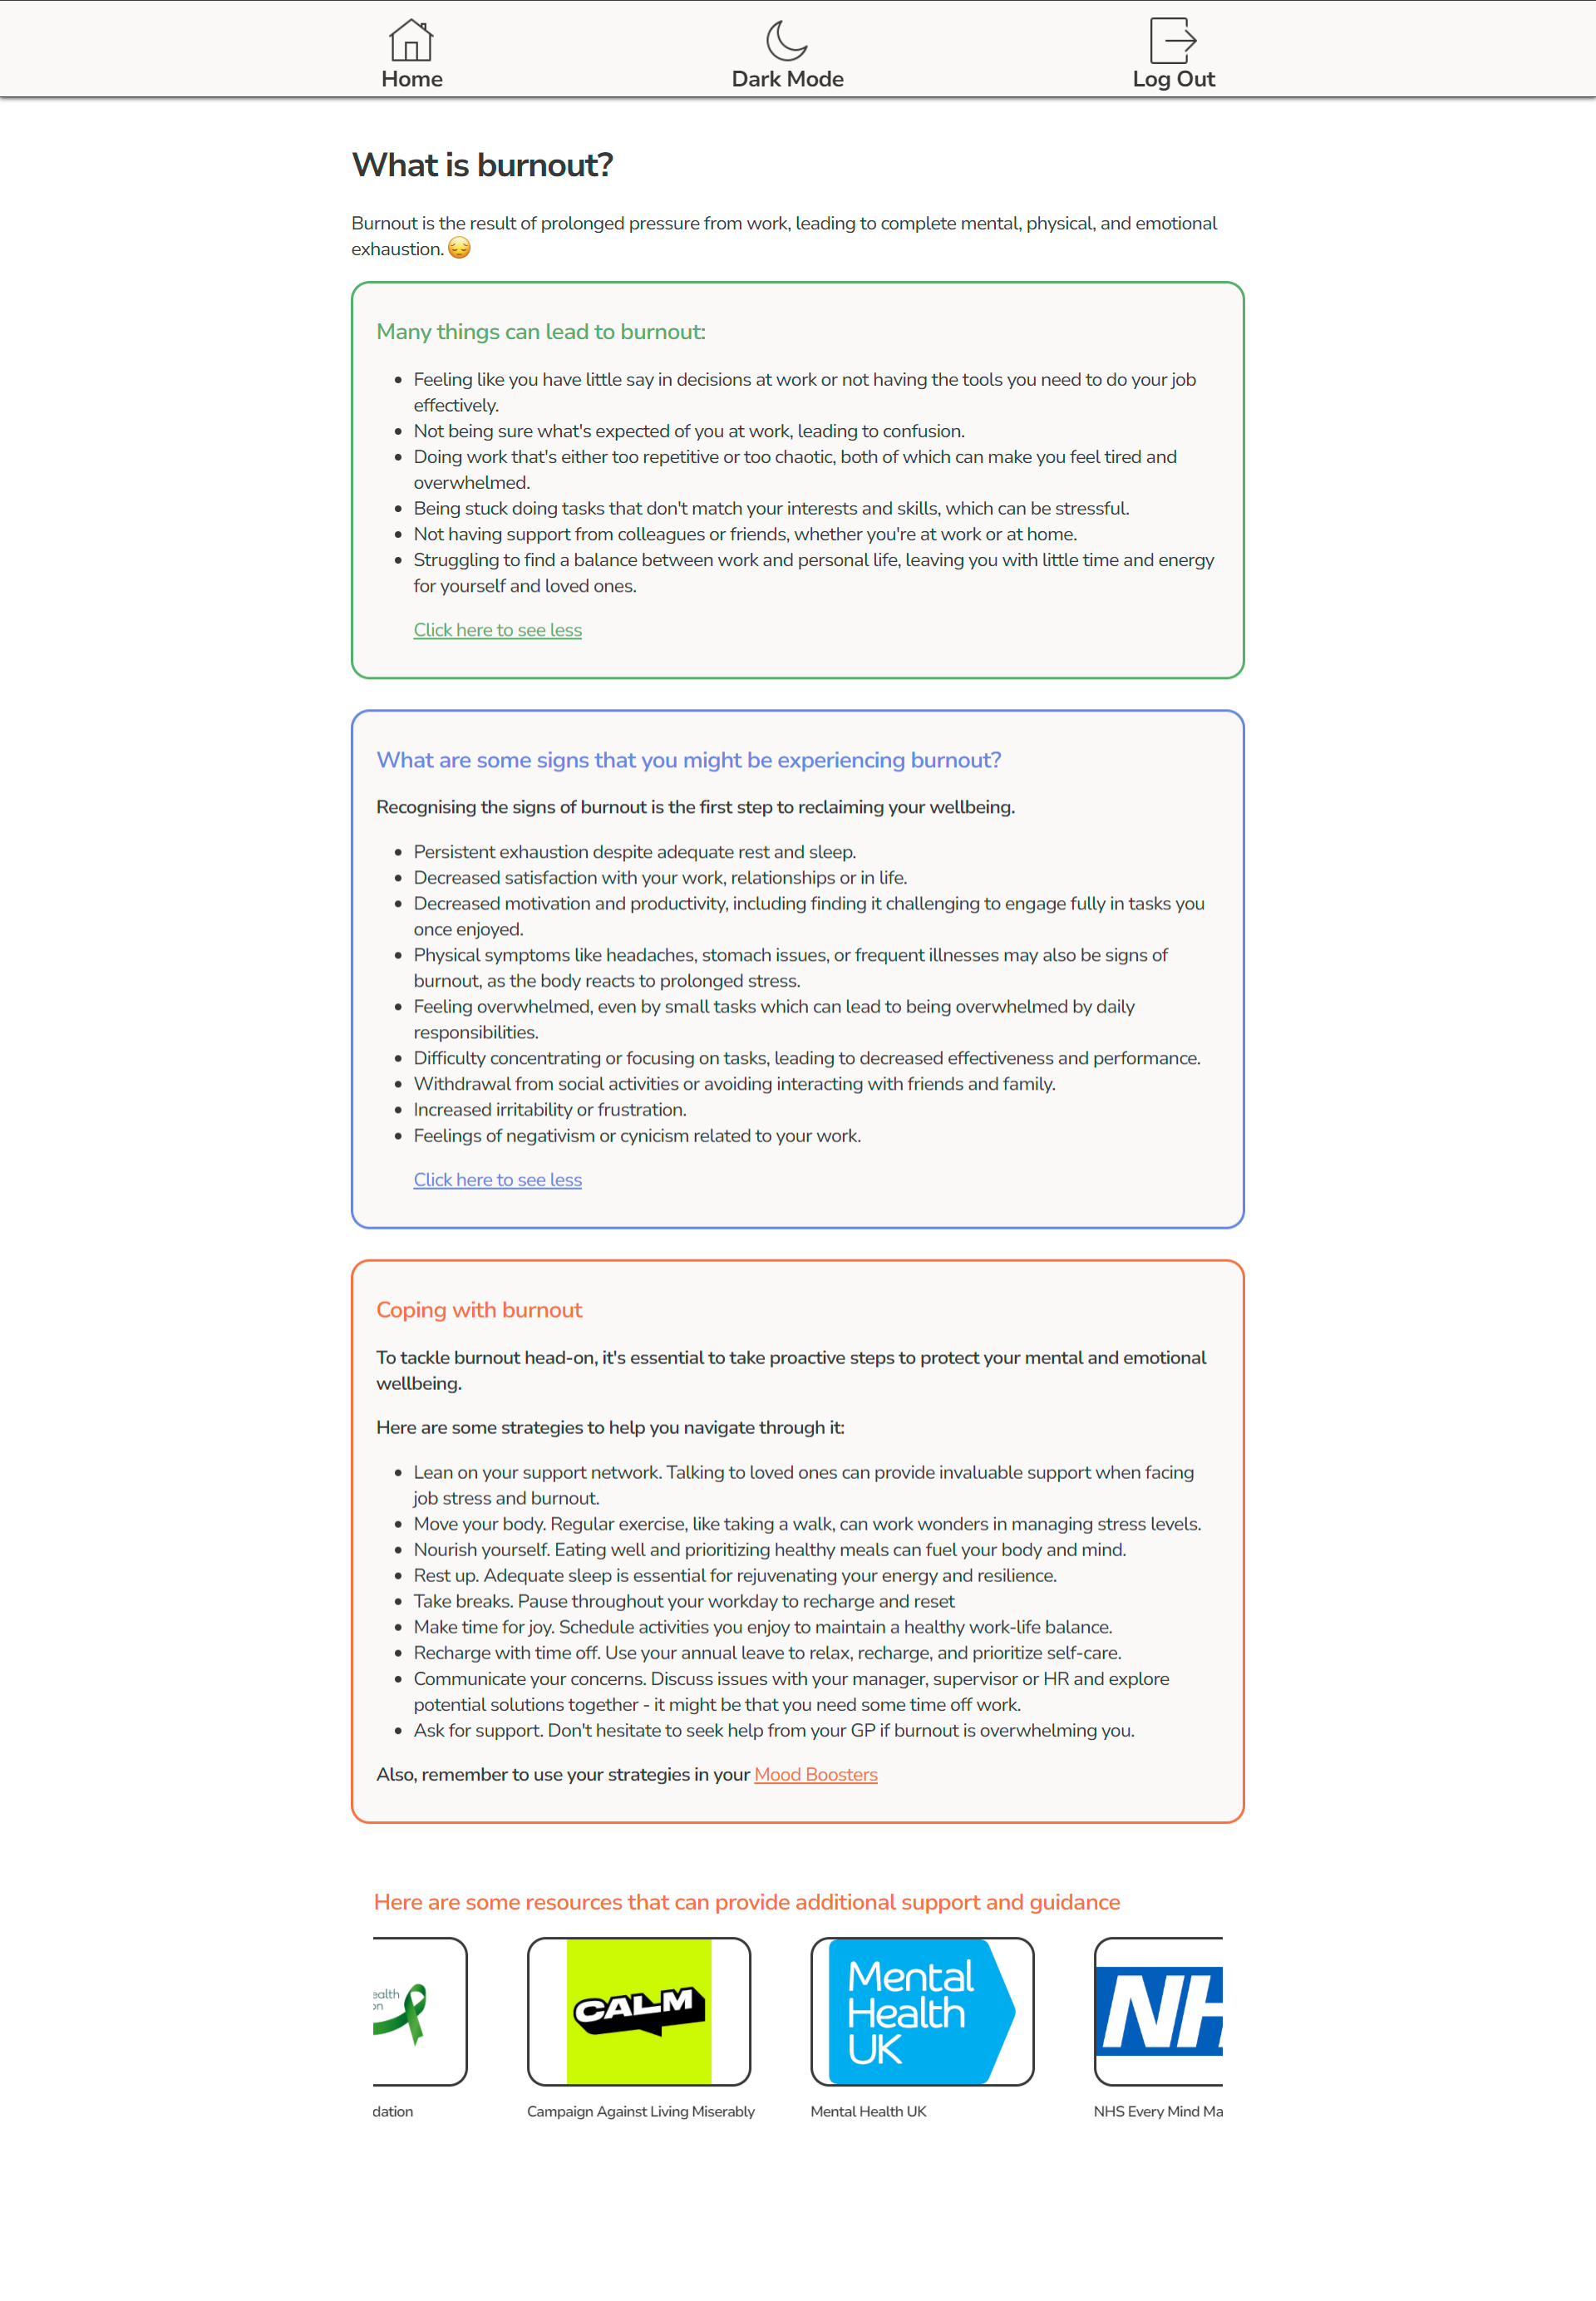 Home
Dark Mode
Log Out
What is burnout?
Burnout is the result of prolonged pressure from work, leading to complete mental, physical, and emotional
exhaustion. 😔
Many things can lead to burnout:
• Feeling like you have little say in decisions at work or not having the tools you need to do your job
effectively.
• Not being sure what's expected of you at work, leading to confusion.
• Doing work that's either too repetitive or too chaotic, both of which can make you feel tired and
overwhelmed.
• Being stuck doing tasks that don't match your interests and skills, which can be stressful.
• Not having support from colleagues or friends, whether you're at work or at home.
• Struggling to find a balance between work and personal life, leaving you with little time and energy
for yourself and loved ones.
Click here to see less
What are some signs that you might be experiencing burnout?
Recognising the signs of burnout is the first step to reclaiming your wellbeing.
• Persistent exhaustion despite adequate rest and sleep.
• Decreased satisfaction with your work, relationships or in life.
• Decreased motivation and productivity, including finding it challenging to engage fully in tasks you
once enjoyed.
• Physical symptoms like headaches, stomach issues, or frequent illnesses may also be signs of
burnout, as the body reacts to prolonged stress.
• Feeling overwhelmed, even by small tasks which can lead to being overwhelmed by daily
responsibilities.
• Difficulty concentrating or focusing on tasks, leading to decreased effectiveness and performance.
• Withdrawal from social activities or avoiding interacting with friends and family.
• Increased irritability or frustration.
• Feelings of negativism or cynicism related to your work.
Click here to see less
Coping with burnout
To tackle burnout head-on, it's essential to take proactive steps to protect your mental and emotional
wellbeing.
Here are some strategies to help you navigate through it:
• Lean on your support network. Talking to loved ones can provide invaluable support when facing
job stress and burnout.
• Move your body. Regular exercise, like taking a walk, can work wonders in managing stress levels.
• Nourish yourself. Eating well and prioritizing healthy meals can fuel your body and mind.
• Rest up. Adequate sleep is essential for rejuvenating your energy and resilience.
• Take breaks. Pause throughout your workday to recharge and reset
• Make time for joy. Schedule activities you enjoy to maintain a healthy work-life balance.
• Recharge with time off. Use your annual leave to relax, recharge, and prioritize self-care.
• Communicate your concerns. Discuss issues with your manager, supervisor or HR and explore
potential solutions together - it might be that you need some time off work.
• Ask for support. Don't hesitate to seek help from your GP if burnout is overwhelming you.
Also, remember to use your strategies in your Mood Boosters
Here are some resources that can provide additional support and guidance
ealth
on
CALM
Mental
Health
UK
NH
dation
Campaign Against Living Miserably
Mental Health UK
NHS Every Mind Ma